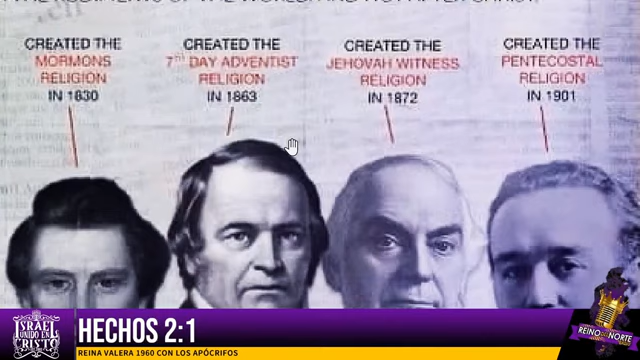 CREATED THE
MORMONS
RELIGION
IN 1830
CREATED THE
7TH DAY ADVENTIST
RELIGION
IN 1863
CREATED THE
JEHOVAH WITNESS
RELIGION
IN 1872
CREATED THE
PENTECOSTAL
RELIGION
IN 1901
ISRAEL
UNIDO EN
CRISTO
HECHOS 2:1
REINA VALERA 1960 CON LOS APÓCRIFOS
REINO DEL NORTE